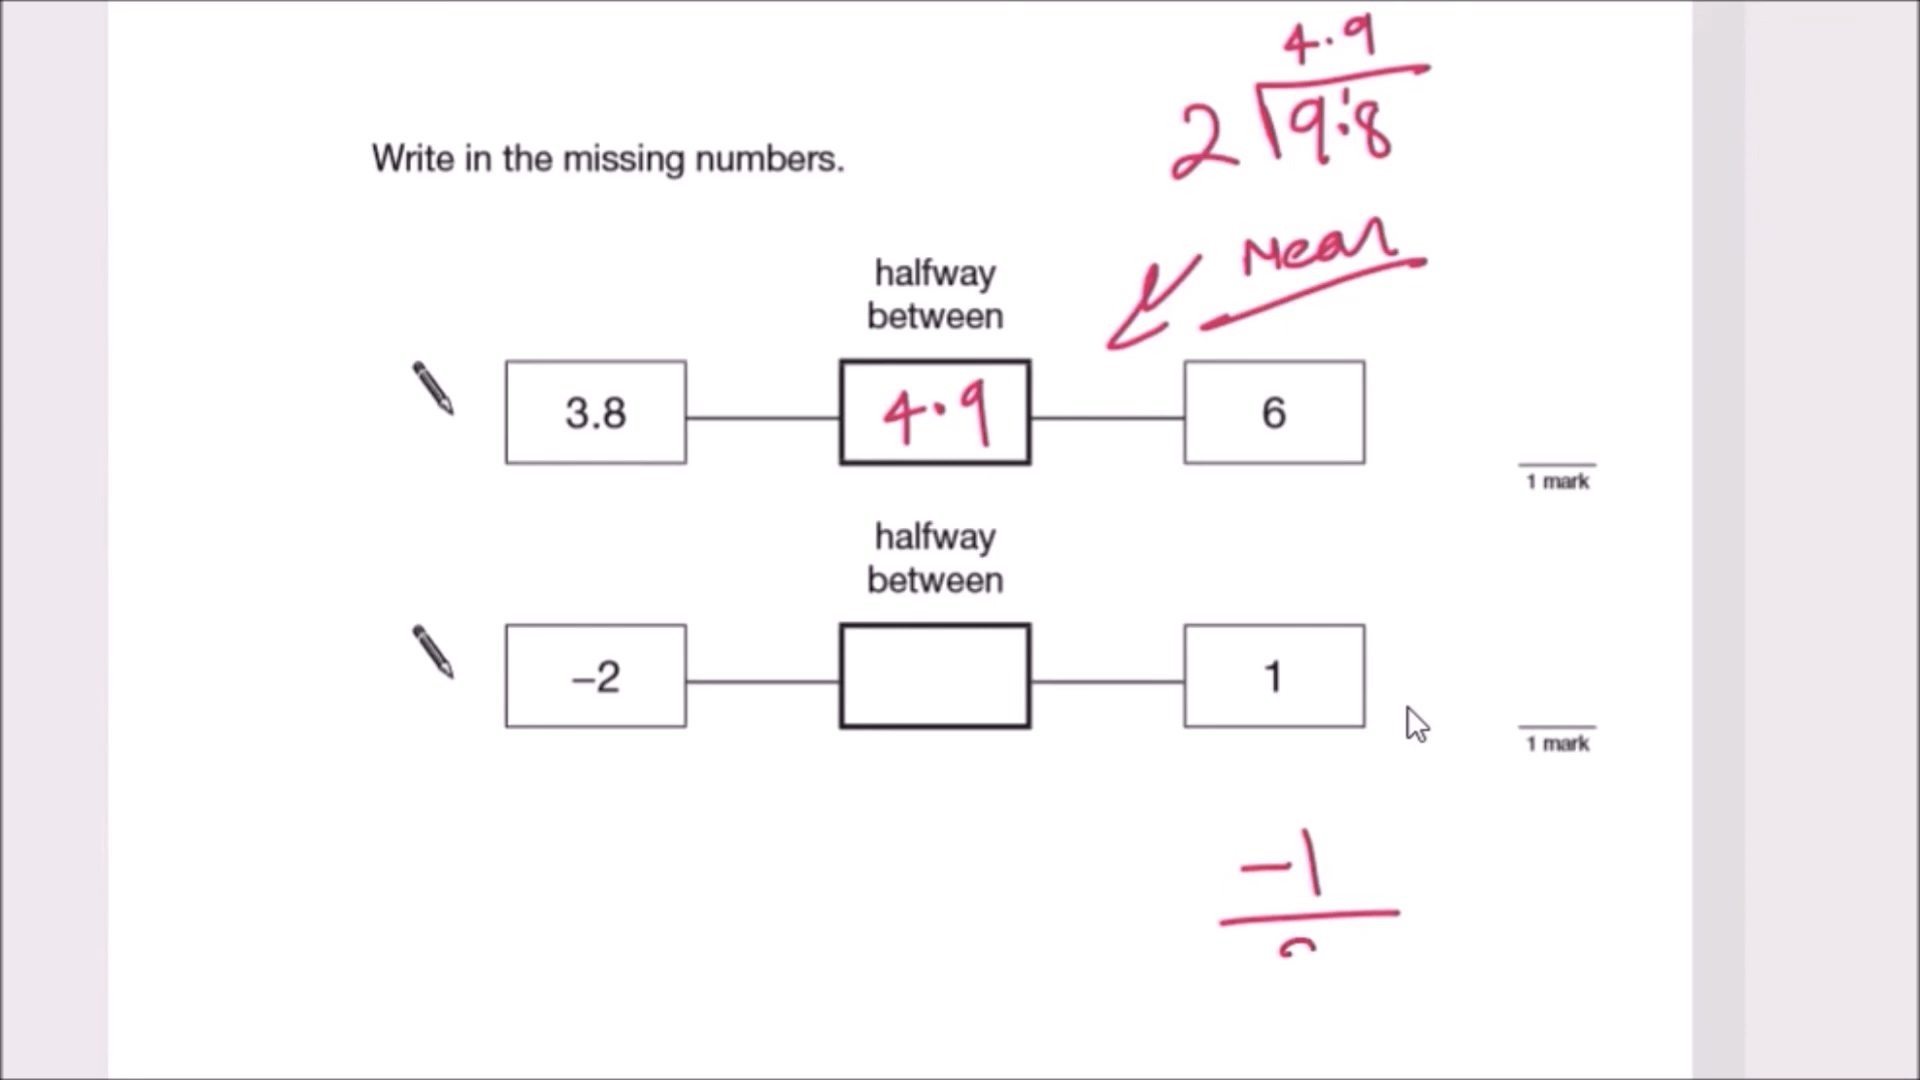 4.9
2 9.8
Write in the missing numbers.
Mean
halfway
between
3.8 4.9 6
1 mark
halfway
between
–2 1
1 mark
–1